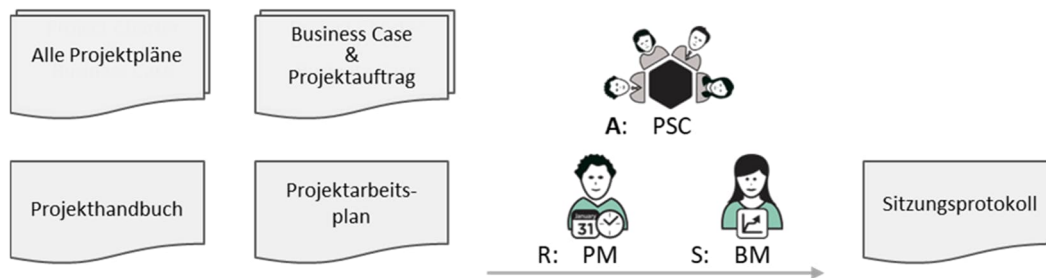 Alle Projektpläne
Business Case
&
Projektauftrag
A: PSC
Projekthandbuch
Projektarbeits-
plan
January
31
R: PM
S: BM
Sitzungsprotokoll